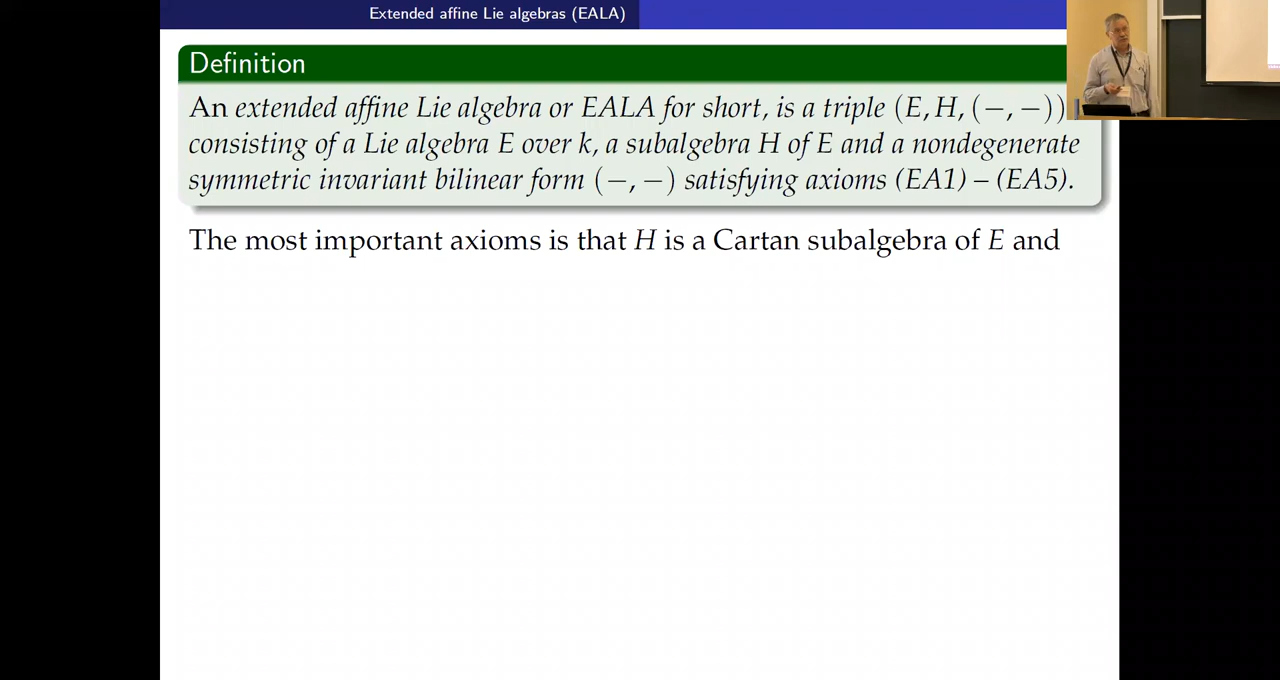 Extended affine Lie algebras (EALA)
Definition
An extended affine Lie algebra or EALA for short, is a triple (E, H, (−, −))
consisting of a Lie algebra E over k, a subalgebra H of E and a nondegenerate
symmetric invariant bilinear form (−, −) satisfying axioms (EA1) – (EA5).
The most important axioms is that H is a Cartan subalgebra of E and